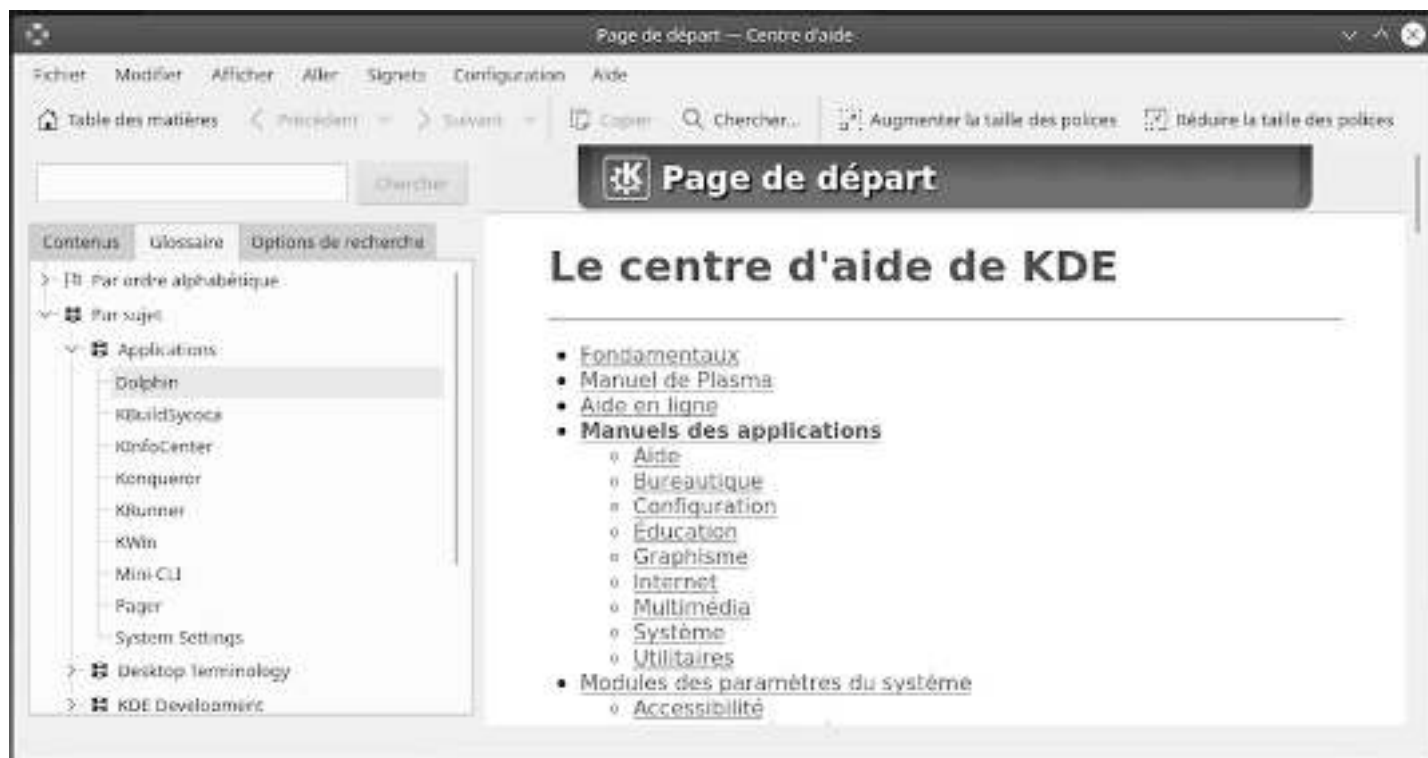 Page de départ — Centre d'aide
Fichier Modifier Afficher Aller Signets Configuration Aide
Table des matières Précédent Suivant Copier Chercher... Augmenter la taille des polices Réduire la taille des polices
Chercher
Page de départ
Contenus Glossaire Options de recherche
Par ordre alphabétique
Par sujet
Applications
Dolphin
KBuildSycoca
KInfoCenter
Konqueror
KRunner
KWin
Mini-CLI
Pager
System Settings
Desktop Terminology
KDE Development
Le centre d'aide de KDE
Fondamentaux
Manuel de Plasma
Aide en ligne
Manuels des applications
Aide
Bureautique
Configuration
Éducation
Graphisme
Internet
Multimédia
Système
Utilitaires
Modules des paramètres du système
Accessibilité